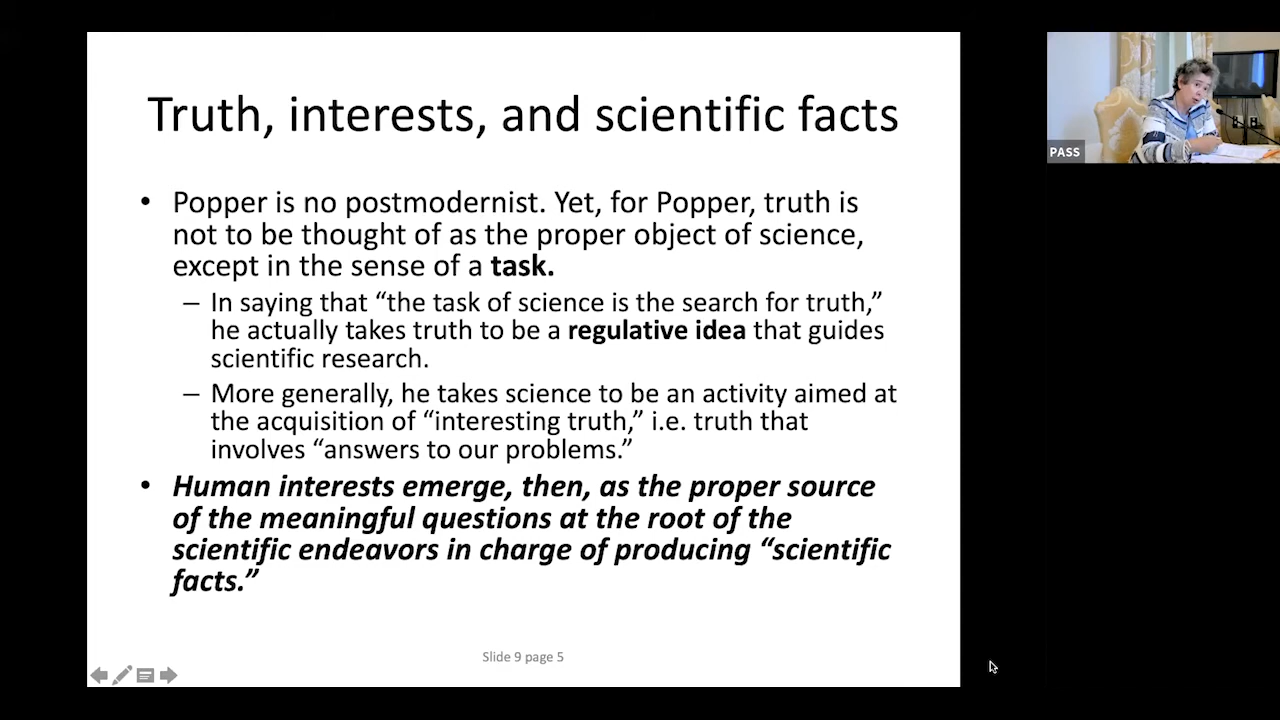 Truth, interests, and scientific facts
• Popper is no postmodernist. Yet, for Popper, truth is
not to be thought of as the proper object of science,
except in the sense of a task.
– In saying that “the task of science is the search for truth,”
he actually takes truth to be a regulative idea that guides
scientific research.
– More generally, he takes science to be an activity aimed at
the acquisition of “interesting truth,” i.e. truth that
involves “answers to our problems.”
• Human interests emerge, then, as the proper source
of the meaningful questions at the root of the
scientific endeavors in charge of producing “scientific
facts.”
Slide 9 page 5
PASS